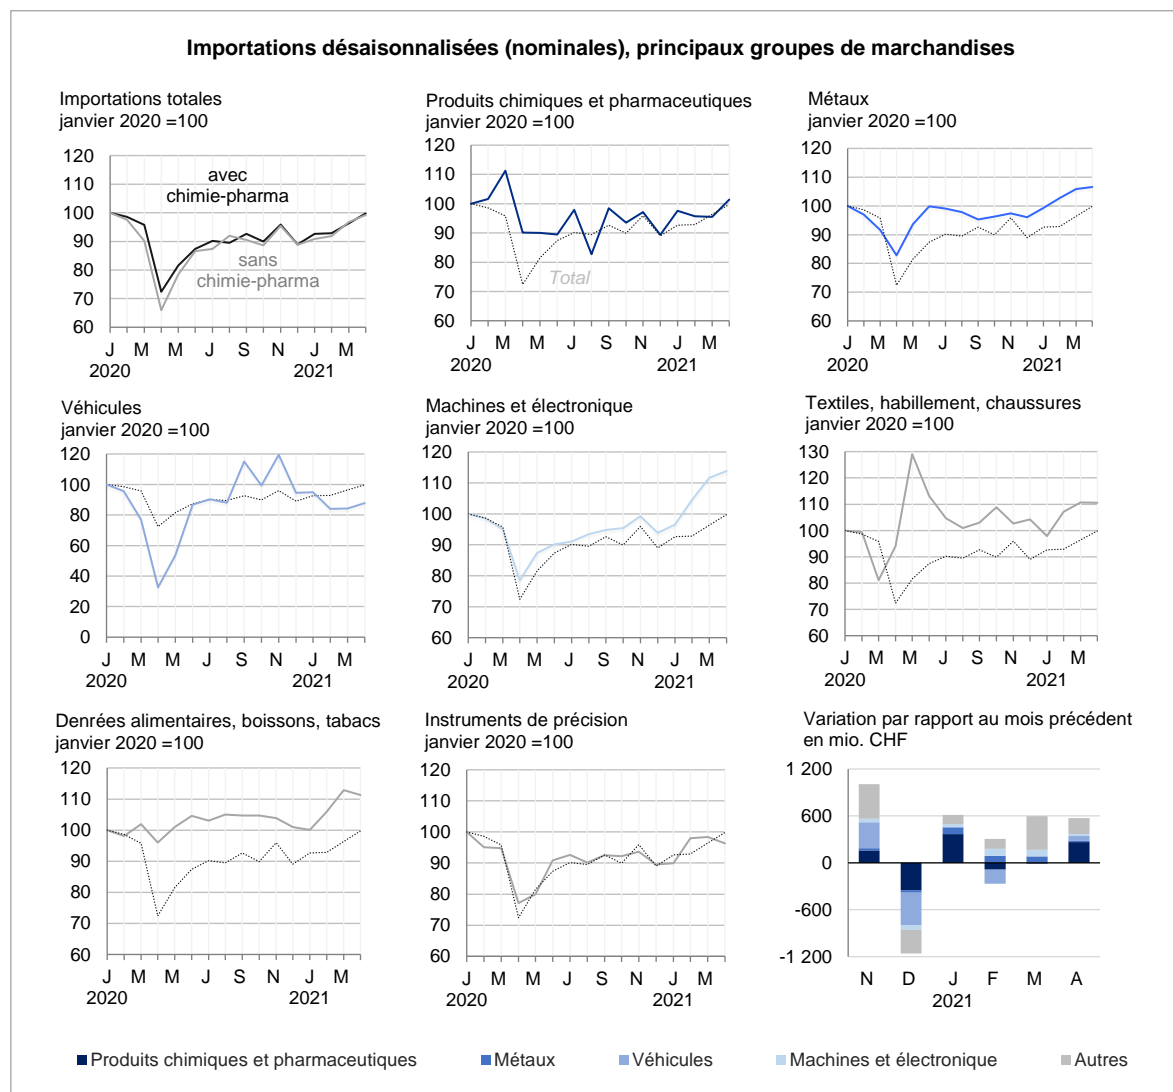 Importations désaisonnalisées (nominales), principaux groupes de marchandises
Importations totales
janvier 2020 =100
120
110
100
90
80
70
60
avec
chimie-pharma
sans
chimie-pharma
J M M J S N J M
2020 2021
Produits chimiques et pharmaceutiques
janvier 2020 =100
120
110
100
90
80
70
60
Total
J M M J S N J M
2020 2021
Métaux
janvier 2020 =100
120
110
100
90
80
70
60
J M M J S N J M
2020 2021
Véhicules
janvier 2020 =100
120
100
80
60
40
20
0
J M M J S N J M
2020 2021
Machines et électronique
janvier 2020 =100
120
110
100
90
80
70
60
J M M J S N J M
2020 2021
Textiles, habillement, chaussures
janvier 2020 =100
130
120
110
100
90
80
70
60
J M M J S N J M
2020 2021
Denrées alimentaires, boissons, tabacs
janvier 2020 =100
120
110
100
90
80
70
60
J M M J S N J M
2020 2021
Instruments de précision
janvier 2020 =100
120
110
100
90
80
70
60
J M M J S N J M
2020 2021
Variation par rapport au mois précédent
en mio. CHF
1 200
600
0
-600
-1 200
N D J F M A
2021
Produits chimiques et pharmaceutiques Métaux Véhicules Machines et électronique Autres